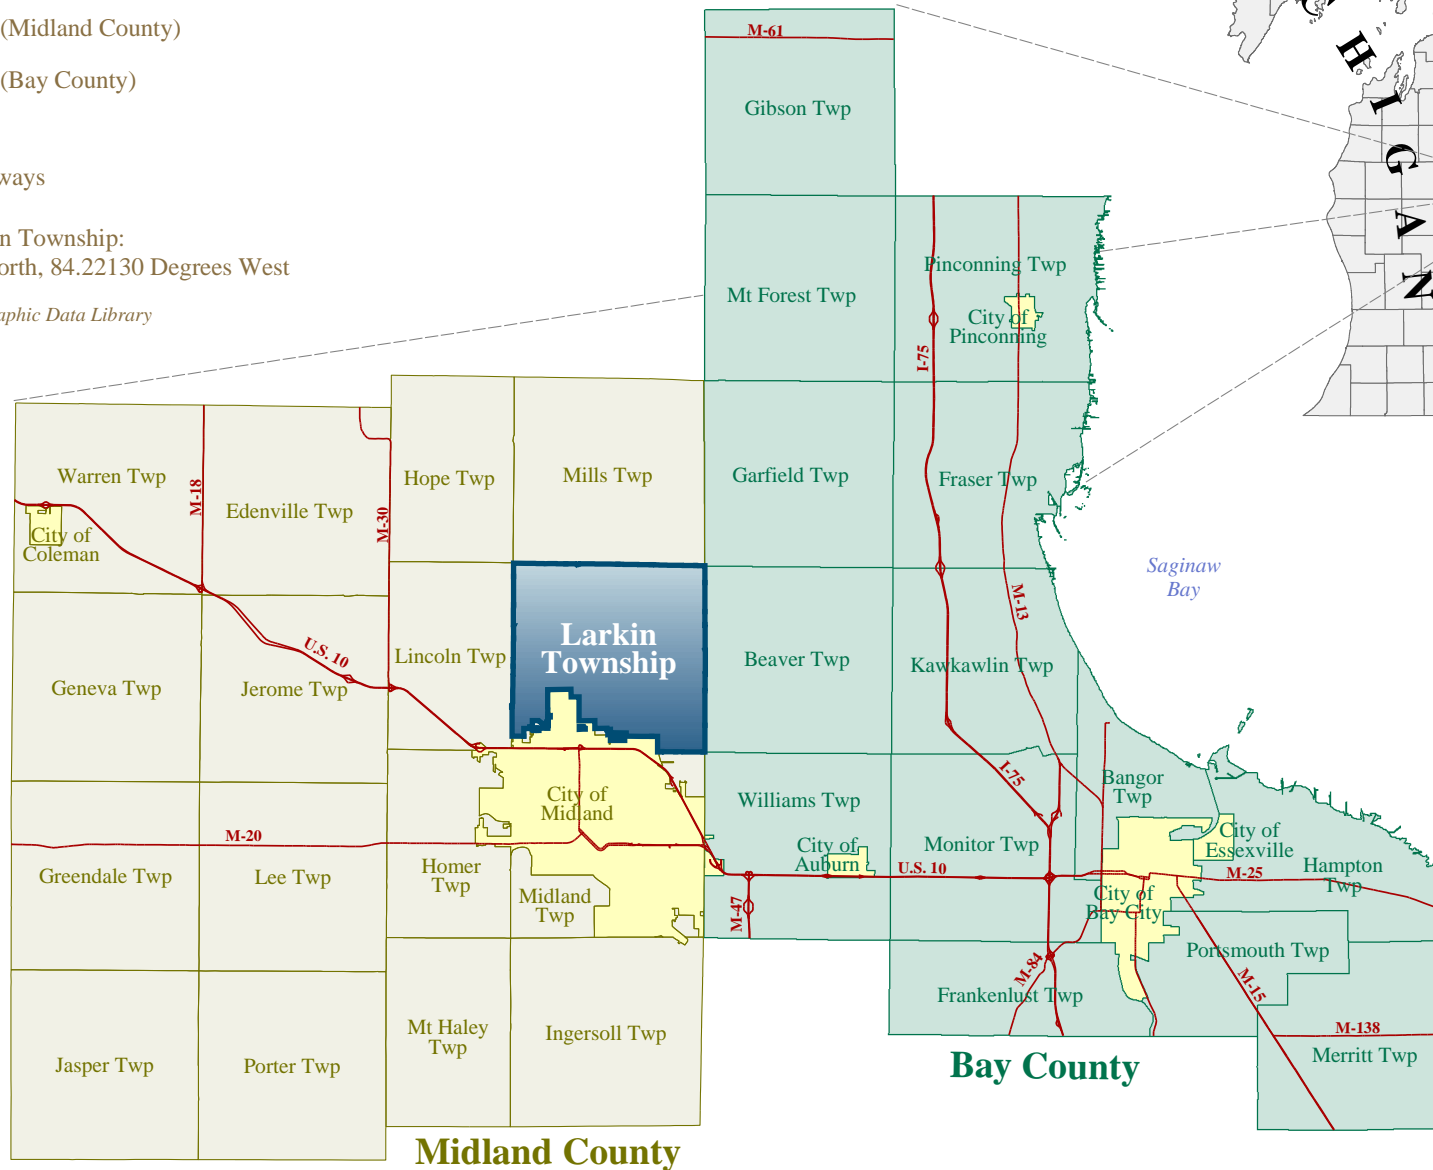 (Midland County)
(Bay County)
ways
n Township:
orth, 84.22130 Degrees West
aphic Data Library
C
H
I
G
A
N
M-61
Gibson Twp
Pinconning Twp
Mt Forest Twp
City of
Pinconning
I-75
Warren Twp
M-18
Edenville Twp
M-30
Hope Twp
Mills Twp
Garfield Twp
Fraser Twp
City of
Coleman
Saginaw
Bay
M-13
Larkin
Township
U.S. 10
Lincoln Twp
Beaver Twp
Kawkawlin Twp
Geneva Twp
Jerome Twp
I-75
Bangor
Twp
City of
Midland
Williams Twp
M-20
City of
Auburn
Monitor Twp
City of
Essexville
Greendale Twp
Lee Twp
Homer
Twp
Midland
Twp
U.S. 10
M-25
Hampton
Twp
M-47
City of
Bay City
Portsmouth Twp
M-84
M-15
Frankenlust Twp
Mt Haley
Twp
Ingersoll Twp
M-138
Merritt Twp
Jasper Twp
Porter Twp
Bay County
Midland County